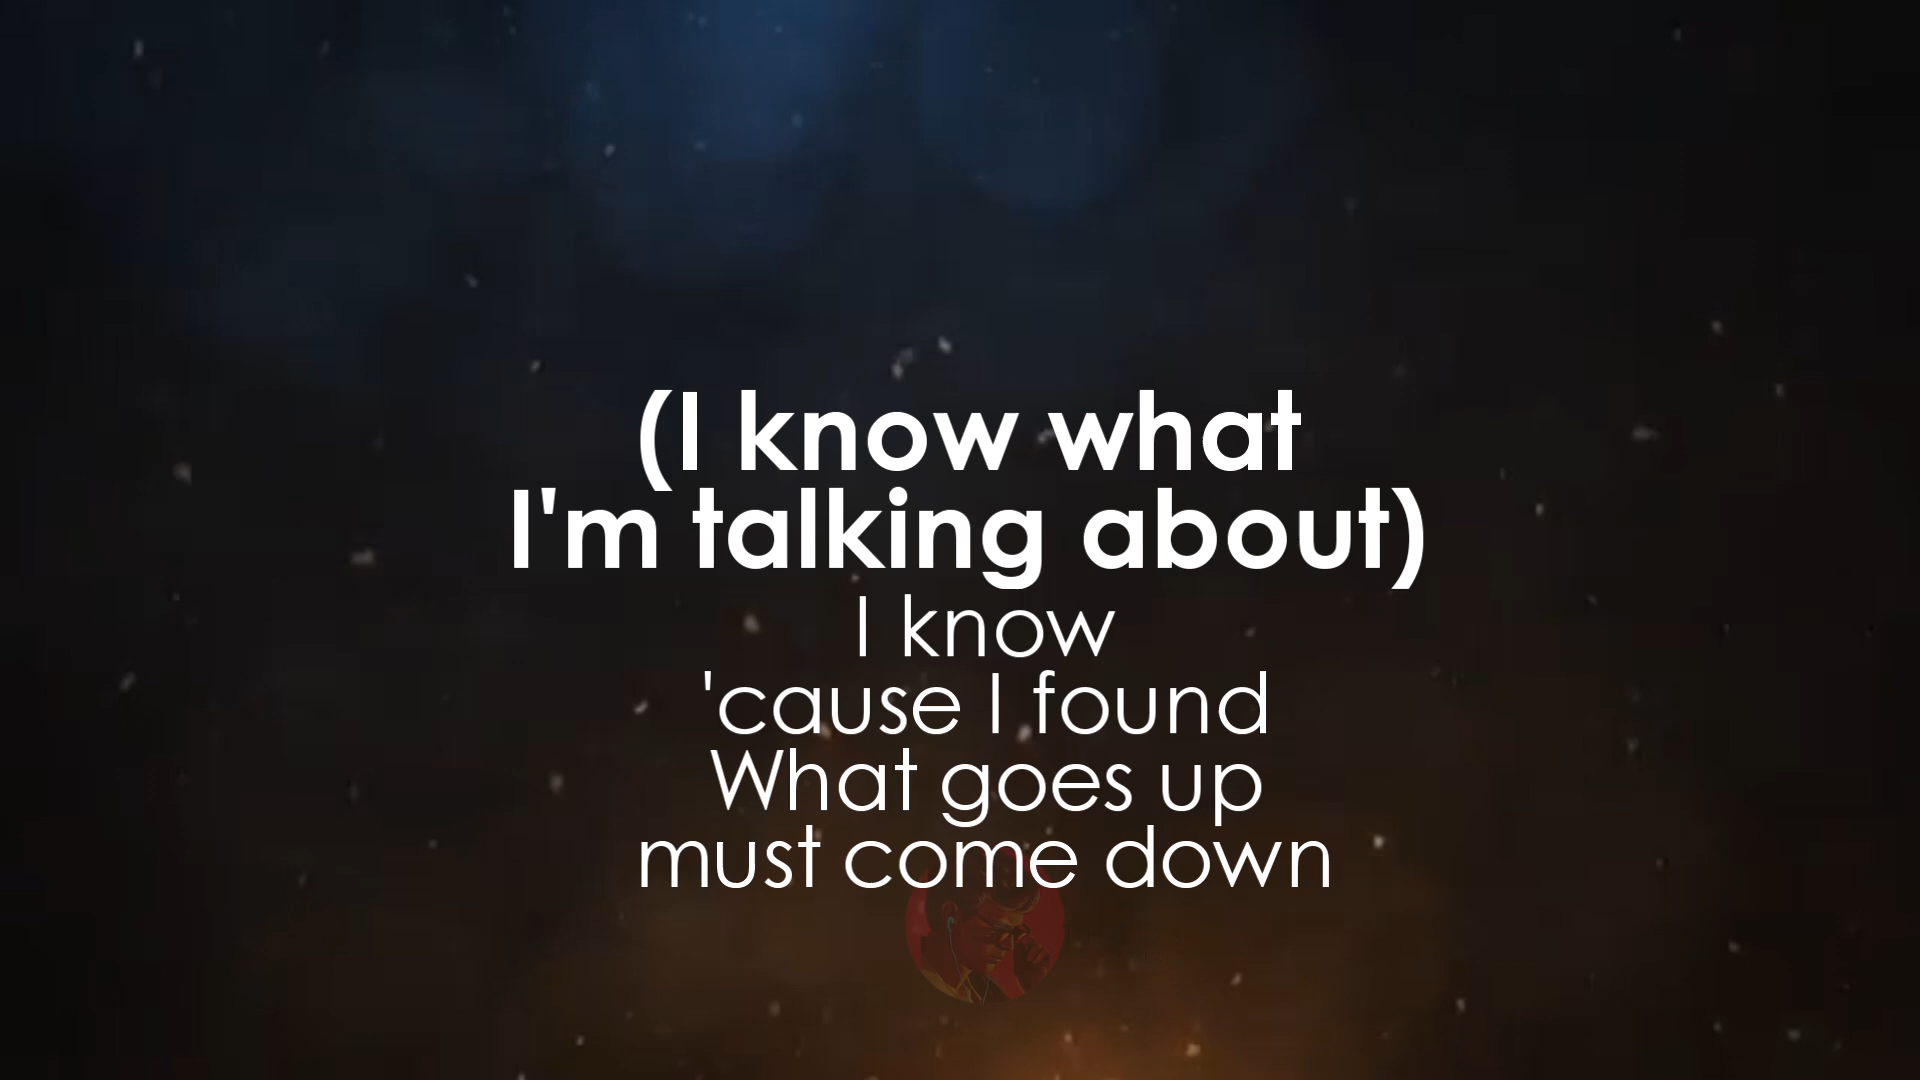 (I know what
I'm talking about)
I know
'cause I found
What goes up
must come down